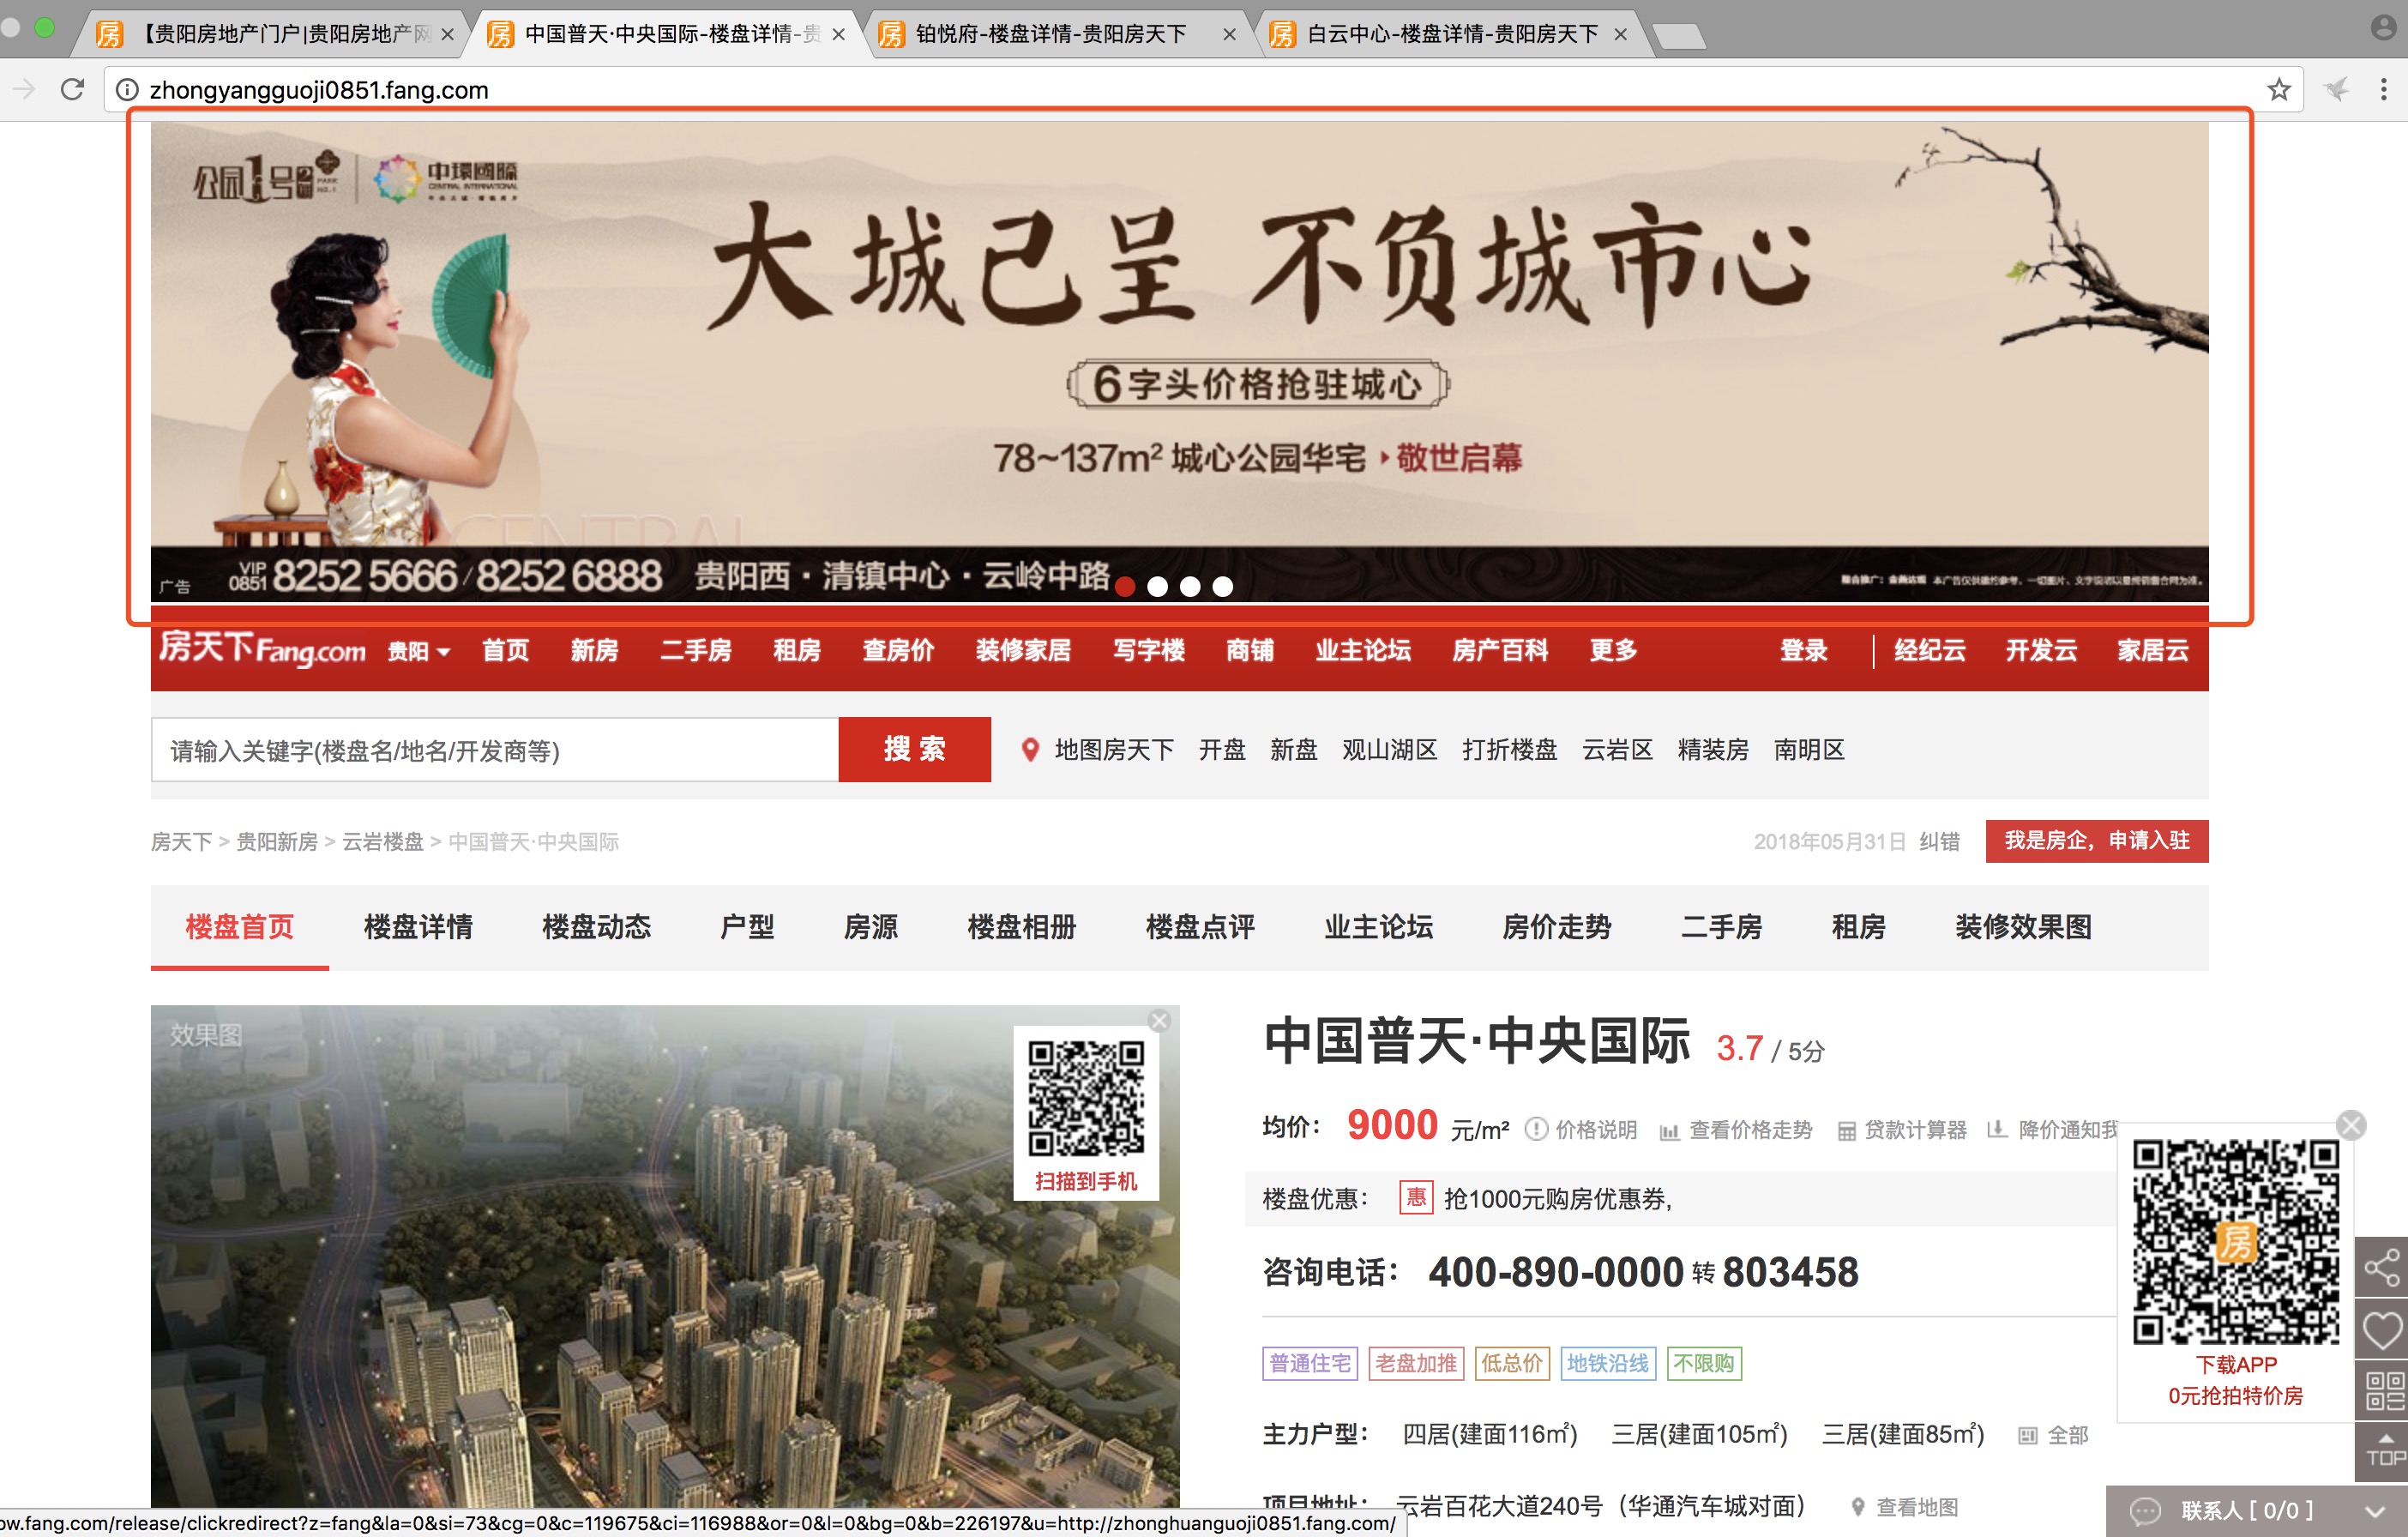 【贵阳房地产门户|贵阳房地产网
中国普天·中央国际-楼盘详情-贵
铂悦府-楼盘详情-贵阳房天下
白云中心-楼盘详情-贵阳房天下
zhongyangguoji0851.fang.com
公园1号 PARK NO.1 中環國際 CENTRAL INTERNATIONAL
大城已呈 不负城市心
6字头价格抢驻城心
78~137m² 城心公园华宅 敬世启幕
CENTRAL
广告 VIP 0851 8252 5666 / 8252 6888 贵阳西·清镇中心·云岭中路
房天下Fang.com 贵阳 首页 新房 二手房 租房 查房价 装修家居 写字楼 商铺 业主论坛 房产百科 更多 登录 经纪云 开发云 家居云
请输入关键字(楼盘名/地名/开发商等) 搜索 地图房天下 开盘 新盘 观山湖区 打折楼盘 云岩区 精装房 南明区
房天下 > 贵阳新房 > 云岩楼盘 > 中国普天·中央国际 2018年05月31日 纠错 我是房企，申请入驻
楼盘首页 楼盘详情 楼盘动态 户型 房源 楼盘相册 楼盘点评 业主论坛 房价走势 二手房 租房 装修效果图
效果图
扫描到手机
中国普天·中央国际 3.7 / 5分
均价： 9000 元/m² 价格说明 查看价格走势 贷款计算器 降价通知我
楼盘优惠： 惠 抢1000元购房优惠券,
咨询电话： 400-890-0000 转 803458
普通住宅 老盘加推 低总价 地铁沿线 不限购
主力户型： 四居(建面116㎡) 三居(建面105㎡) 三居(建面85㎡) 全部
项目地址： 云岩百花大道240号（华通汽车城对面） 查看地图
房
下载APP
0元抢拍特价房
TOP
联系人 [ 0/0 ]
ow.fang.com/release/clickredirect?z=fang&la=0&si=73&cg=0&c=119675&ci=116988&or=0&l=0&bg=0&b=226197&u=http://zhonghuanguoji0851.fang.com/